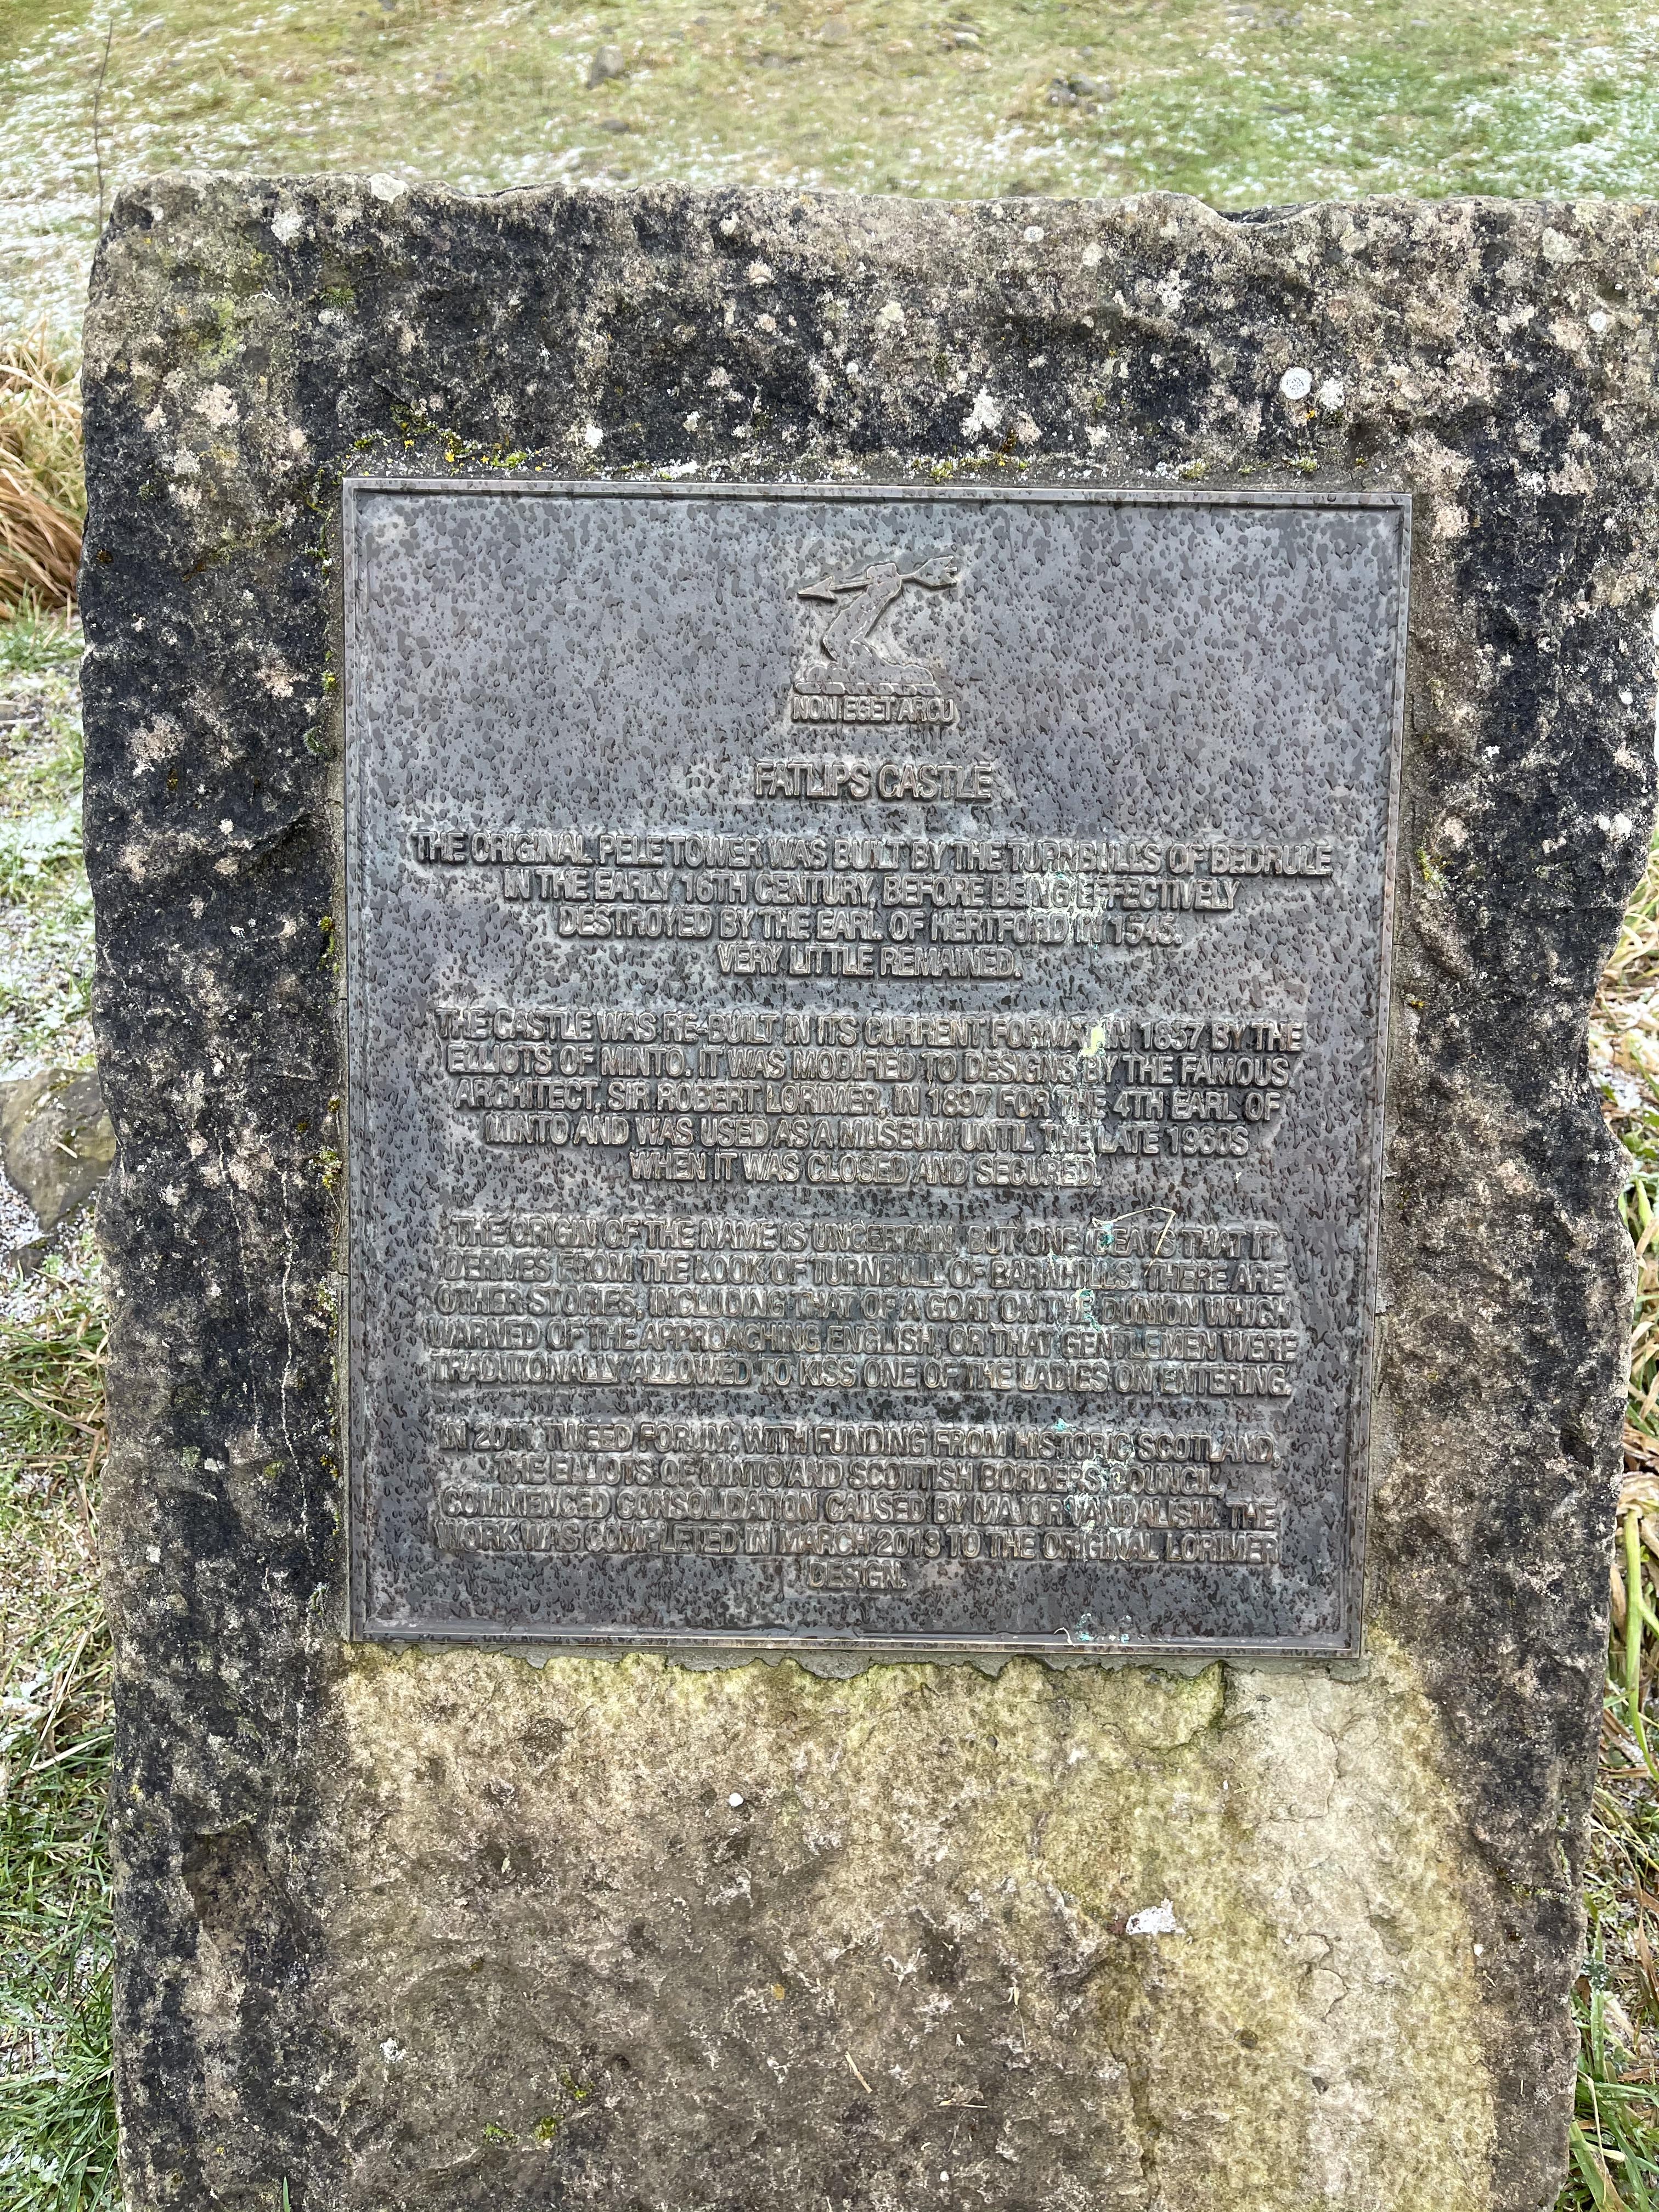 NON EGET ARCU
FATLIPS CASTLE
THE ORIGINAL PELE TOWER WAS BUILT BY THE TURNBULLS OF BEDRULE
IN THE EARLY 16TH CENTURY, BEFORE BEING EFFECTIVELY
DESTROYED BY THE EARL OF HERTFORD IN 1545.
VERY LITTLE REMAINED.
THE CASTLE WAS RE-BUILT IN ITS CURRENT FORMAT IN 1857 BY THE
ELLIOTS OF MINTO. IT WAS MODIFIED TO DESIGNS BY THE FAMOUS
ARCHITECT, SIR ROBERT LORIMER, IN 1897 FOR THE 4TH EARL OF
MINTO AND WAS USED AS A MUSEUM UNTIL THE LATE 1960S
WHEN IT WAS CLOSED AND SECURED.
THE ORIGIN OF THE NAME IS UNCERTAIN BUT ONE IDEA IS THAT IT
DERIVES FROM THE LOOK OF TURNBULL OF BARNHILLS. THERE ARE
OTHER STORIES, INCLUDING THAT OF A GOAT ON THE DUNION WHICH
WARNED OF THE APPROACHING ENGLISH, OR THAT GENTLEMEN WERE
TRADITIONALLY ALLOWED TO KISS ONE OF THE LADIES ON ENTERING.
IN 2011, TWEED FORUM, WITH FUNDING FROM HISTORIC SCOTLAND,
THE ELLIOTS OF MINTO AND SCOTTISH BORDERS COUNCIL,
COMMENCED CONSOLIDATION CAUSED BY MAJOR VANDALISM. THE
WORK WAS COMPLETED IN MARCH 2013 TO THE ORIGINAL LORIMER
DESIGN.